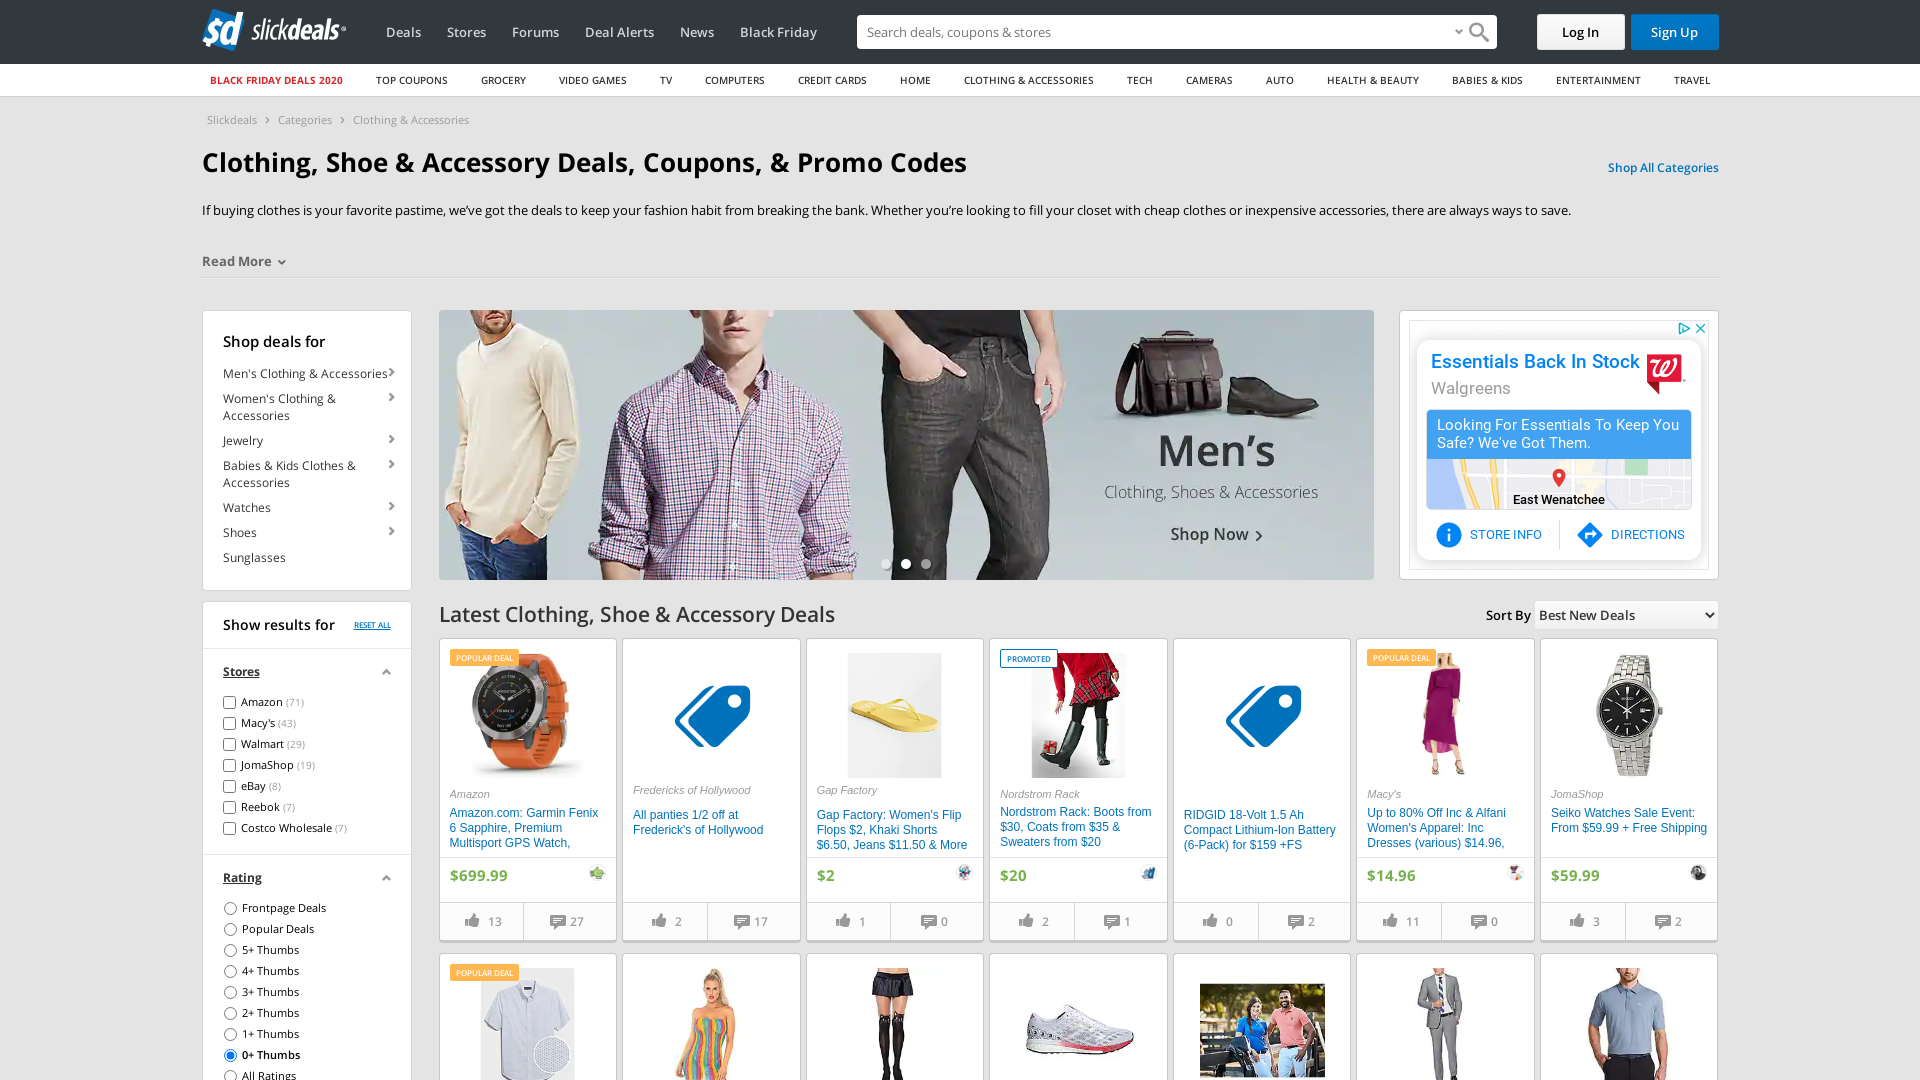 sd slickdeals
Deals
Stores
Forums
Deal Alerts
News
Black Friday
Search deals, coupons & stores
Log In
Sign Up
BLACK FRIDAY DEALS 2020
TOP COUPONS
GROCERY
VIDEO GAMES
TV
COMPUTERS
CREDIT CARDS
HOME
CLOTHING & ACCESSORIES
TECH
CAMERAS
AUTO
HEALTH & BEAUTY
BABIES & KIDS
ENTERTAINMENT
TRAVEL
Slickdeals > Categories > Clothing & Accessories
Clothing, Shoe & Accessory Deals, Coupons, & Promo Codes
Shop All Categories
If buying clothes is your favorite pastime, we’ve got the deals to keep your fashion habit from breaking the bank. Whether you’re looking to fill your closet with cheap clothes or inexpensive accessories, there are always ways to save.
Read More
Shop deals for
Men's Clothing & Accessories
Women's Clothing &
Accessories
Jewelry
Babies & Kids Clothes &
Accessories
Watches
Shoes
Sunglasses
Men’s
Clothing, Shoes & Accessories
Shop Now >
Essentials Back In Stock
Walgreens
Looking For Essentials To Keep You
Safe? We've Got Them.
East Wenatchee
STORE INFO
DIRECTIONS
Show results for
RESET ALL
Stores
Amazon (71)
Macy's (43)
Walmart (29)
JomaShop (19)
eBay (8)
Reebok (7)
Costco Wholesale (7)
Rating
Frontpage Deals
Popular Deals
5+ Thumbs
4+ Thumbs
3+ Thumbs
2+ Thumbs
1+ Thumbs
0+ Thumbs
All Ratings
Latest Clothing, Shoe & Accessory Deals
Sort By Best New Deals
POPULAR DEAL
Amazon
Amazon.com: Garmin Fenix
6 Sapphire, Premium
Multisport GPS Watch,
$699.99
13
27
Fredericks of Hollywood
All panties 1/2 off at
Frederick's of Hollywood
2
17
Gap Factory
Gap Factory: Women's Flip
Flops $2, Khaki Shorts
$6.50, Jeans $11.50 & More
$2
1
0
PROMOTED
Nordstrom Rack
Nordstrom Rack: Boots from
$30, Coats from $35 &
Sweaters from $20
$20
2
1
RIDGID 18-Volt 1.5 Ah
Compact Lithium-Ion Battery
(6-Pack) for $159 +FS
0
2
POPULAR DEAL
Macy's
Up to 80% Off Inc & Alfani
Women's Apparel: Inc
Dresses (various) $14.96,
$14.96
11
0
JomaShop
Seiko Watches Sale Event:
From $59.99 + Free Shipping
$59.99
3
2
POPULAR DEAL